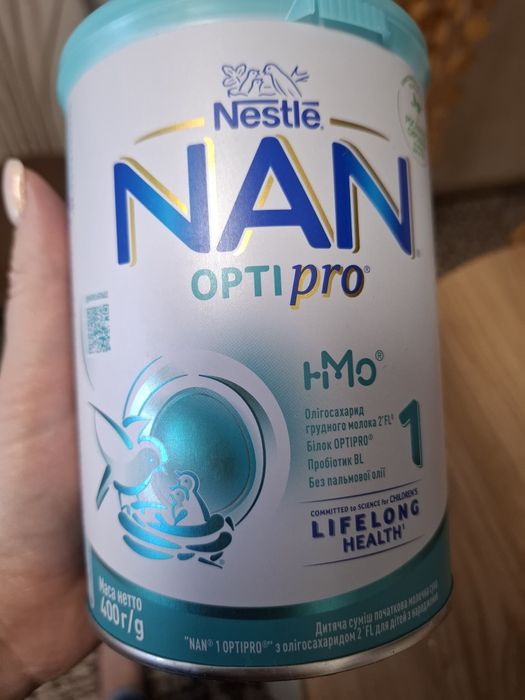 Nestlé®
NAN®
OPTIpro®
HMO®
Олігосахарид
грудного молока 2'FL§
Білок OPTIPRO®
Пробіотик BL
Без пальмової олії
1
COMMITTED to SCIENCE for CHILDREN'S
LIFELONG
HEALTH¹
Маса нетто
400г/g
Дитяча суміш початкова молочна суха
"NAN® 1 OPTIPRO®" з олігосахаридом 2'FL для дітей з народження